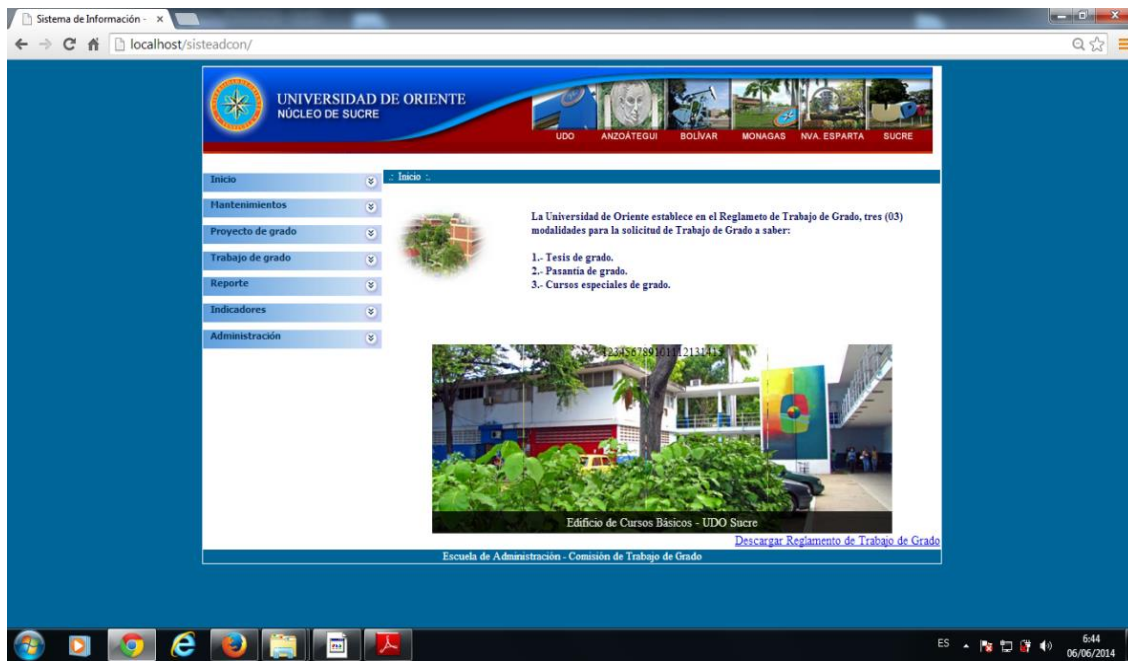 Sistema de Información -
localhost/sisteadcon/
UNIVERSIDAD DE ORIENTE
NÚCLEO DE SUCRE
UDO ANZOÁTEGUI BOLÍVAR MONAGAS NVA. ESPARTA SUCRE
Inicio
Mantenimientos
Proyecto de grado
Trabajo de grado
Reporte
Indicadores
Administración
.: Inicio :.
La Universidad de Oriente establece en el Reglameto de Trabajo de Grado, tres (03)
modalidades para la solicitud de Trabajo de Grado a saber:
1.- Tesis de grado.
2.- Pasantía de grado.
3.- Cursos especiales de grado.
123456789101112131415
Edificio de Cursos Básicos - UDO Sucre
Descargar Reglamento de Trabajo de Grado
Escuela de Administración - Comisión de Trabajo de Grado
ES
6:44
06/06/2014